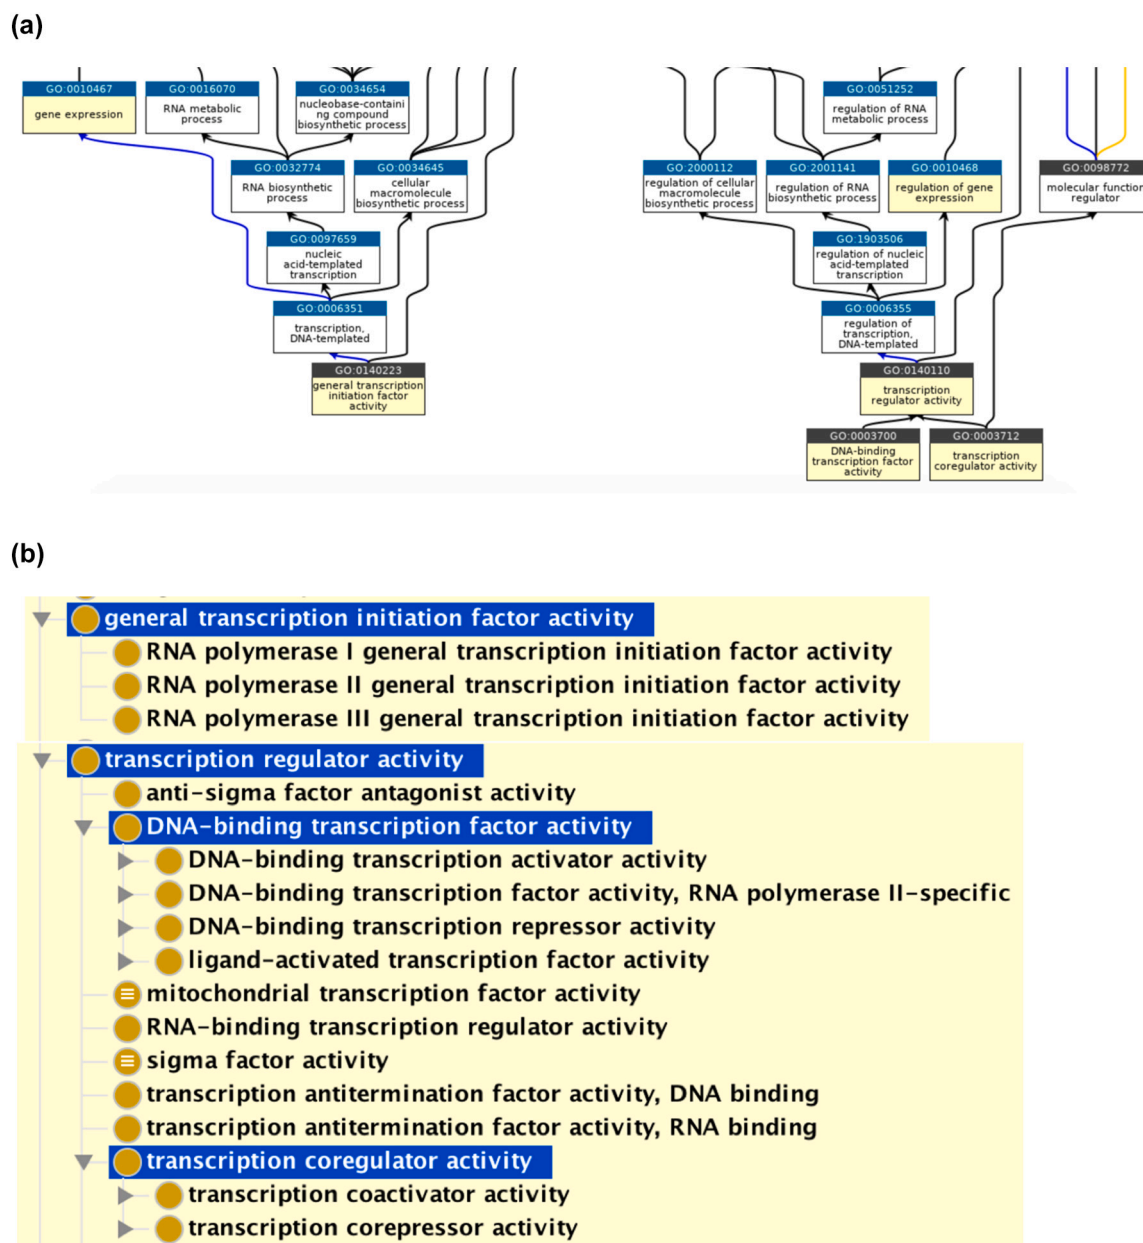 (a)
GO:0010467
gene expression
GO:0016070
RNA metabolic
process
GO:0034654
nucleobase-containi
ng compound
biosynthetic process
GO:0032774
RNA biosynthetic
process
GO:0034645
cellular
macromolecule
biosynthetic process
GO:0097659
nucleic
acid-templated
transcription
GO:0006351
transcription,
DNA-templated
GO:0140223
general transcription
initiation factor
activity
GO:0051252
regulation of RNA
metabolic process
GO:2000112
regulation of cellular
macromolecule
biosynthetic process
GO:2001141
regulation of RNA
biosynthetic process
GO:0010468
regulation of gene
expression
GO:0098772
molecular function
regulator
GO:1903506
regulation of nucleic
acid-templated
transcription
GO:0006355
regulation of
transcription,
DNA-templated
GO:0140110
transcription
regulator activity
GO:0003700
DNA-binding
transcription factor
activity
GO:0003712
transcription
coregulator activity
(b)
general transcription initiation factor activity
RNA polymerase I general transcription initiation factor activity
RNA polymerase II general transcription initiation factor activity
RNA polymerase III general transcription initiation factor activity
transcription regulator activity
anti-sigma factor antagonist activity
DNA-binding transcription factor activity
DNA-binding transcription activator activity
DNA-binding transcription factor activity, RNA polymerase II-specific
DNA-binding transcription repressor activity
ligand-activated transcription factor activity
mitochondrial transcription factor activity
RNA-binding transcription regulator activity
sigma factor activity
transcription antitermination factor activity, DNA binding
transcription antitermination factor activity, RNA binding
transcription coregulator activity
transcription coactivator activity
transcription corepressor activity